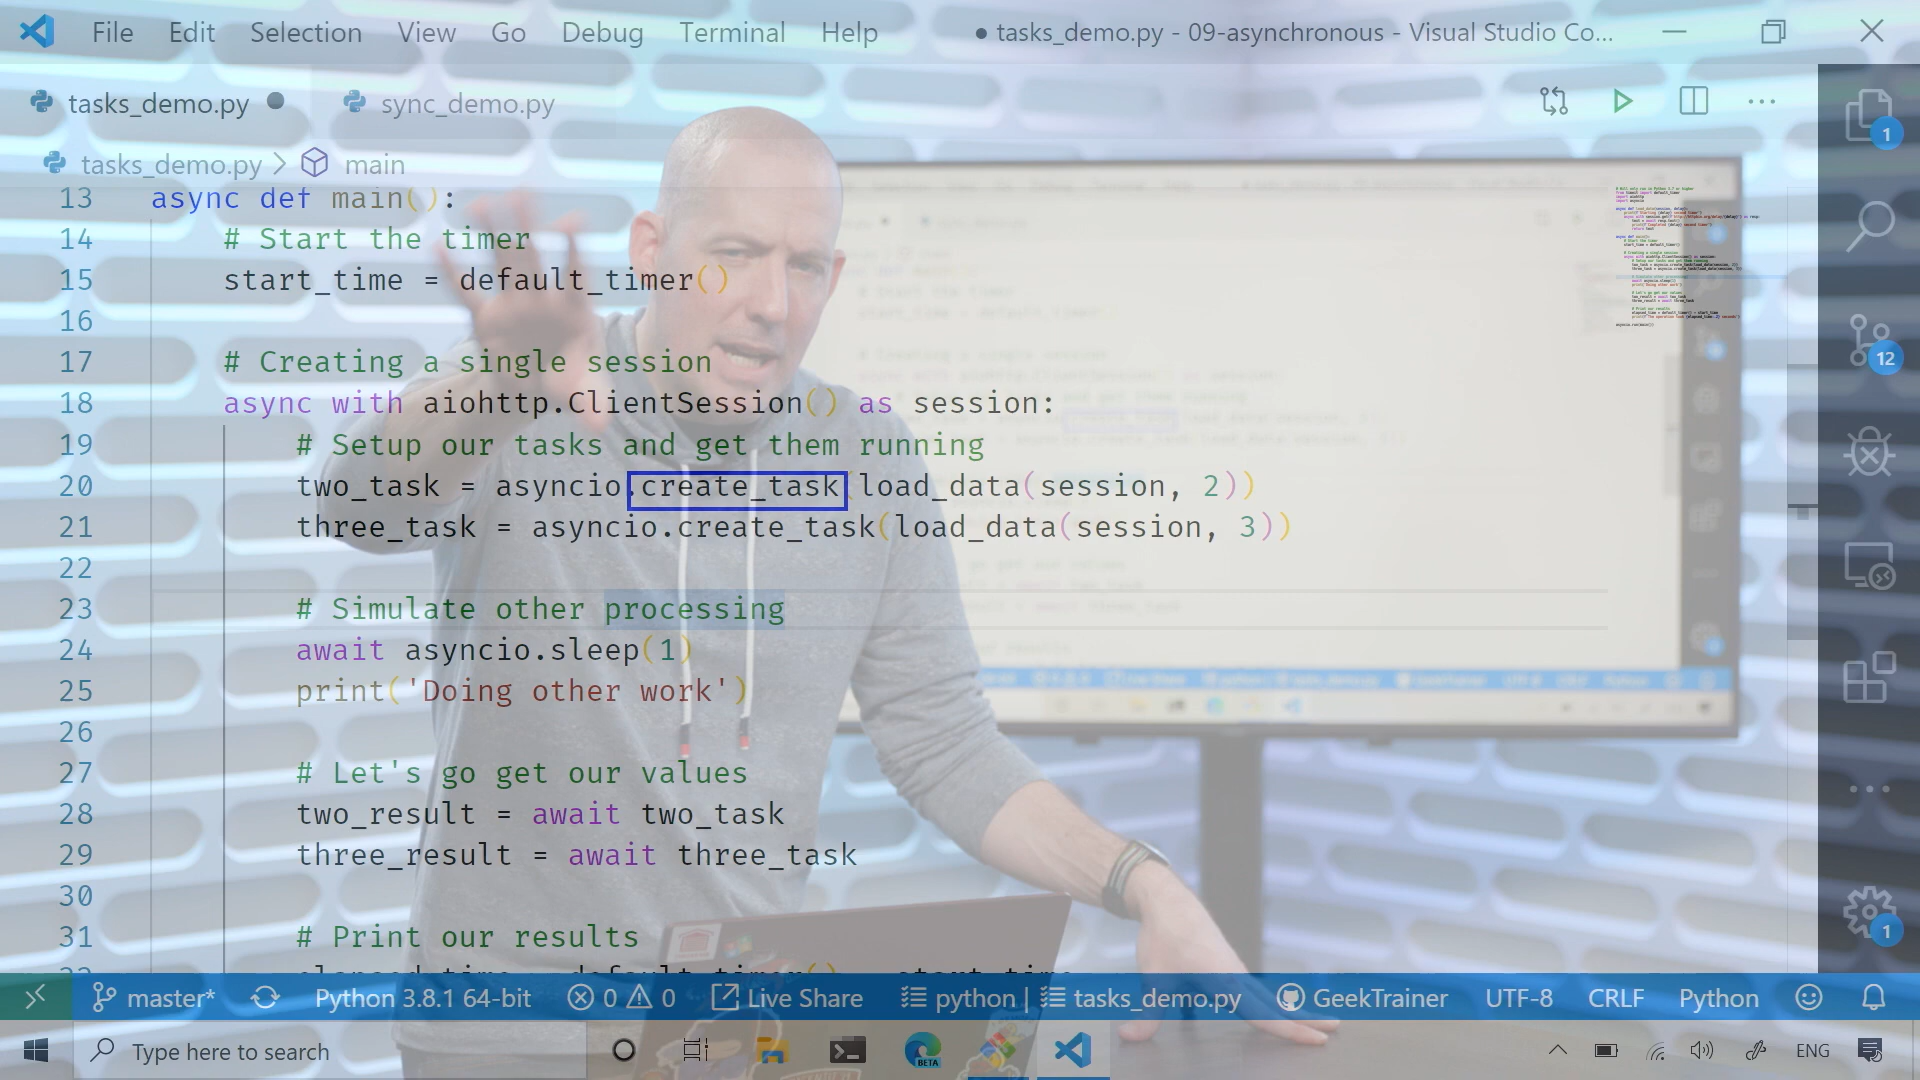 File Edit Selection View Go Debug Terminal Help ● tasks_demo.py - 09-asynchronous - Visual Studio Co...
tasks_demo.py ● sync_demo.py
tasks_demo.py > main
13 async def main():
14 # Start the timer
15 start_time = default_timer()
16
17 # Creating a single session
18 async with aiohttp.ClientSession() as session:
19 # Setup our tasks and get them running
20 two_task = asyncio.create_task(load_data(session, 2))
21 three_task = asyncio.create_task(load_data(session, 3))
22
23 # Simulate other processing
24 await asyncio.sleep(1)
25 print('Doing other work')
26
27 # Let's go get our values
28 two_result = await two_task
29 three_result = await three_task
30
31 # Print our results
1
12
1
master* Python 3.8.1 64-bit 0 0 Live Share python | tasks_demo.py GeekTrainer UTF-8 CRLF Python
Type here to search BETA ENG